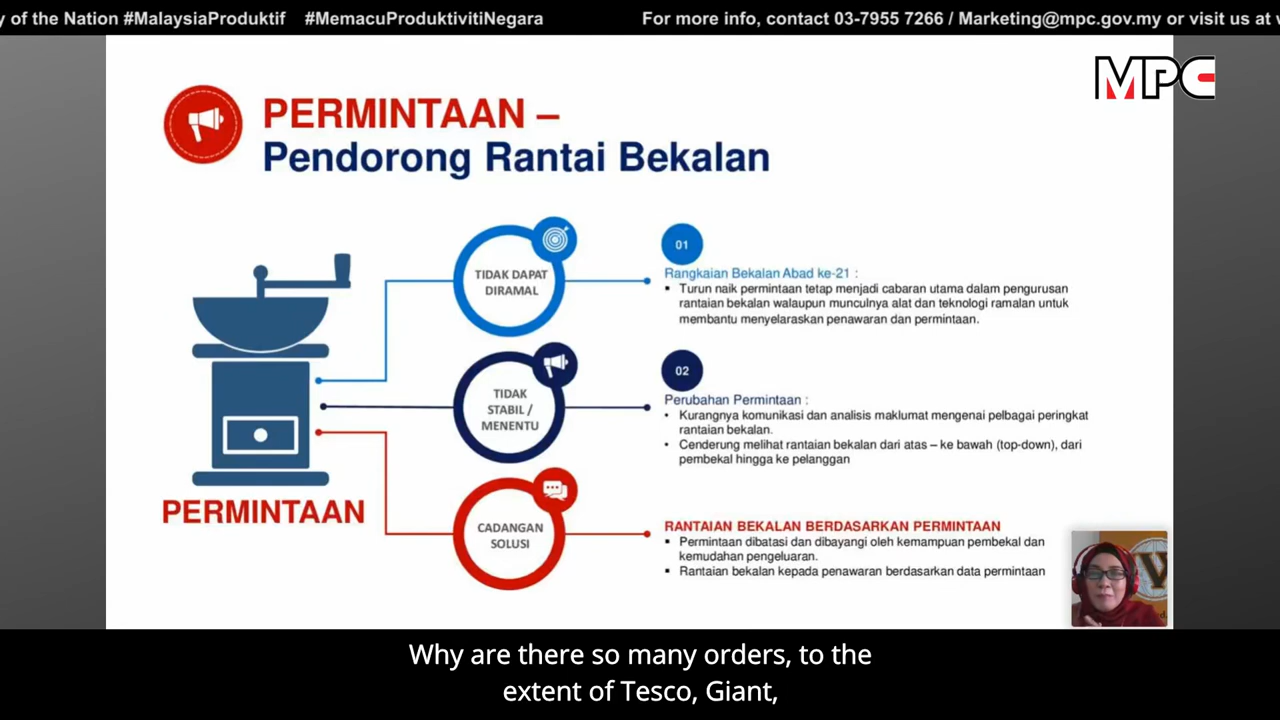 y of the Nation #MalaysiaProduktif #MemacuProduktivitiNegara For more info, contact 03-7955 7266 / Marketing@mpc.gov.my or visit us at
MPC
PERMINTAAN –
Pendorong Rantai Bekalan
TIDAK DAPAT
DIRAMAL
01
Rangkaian Bekalan Abad ke-21 :
▪ Turun naik permintaan tetap menjadi cabaran utama dalam pengurusan
rantaian bekalan walaupun munculnya alat dan teknologi ramalan untuk
membantu menyelaraskan penawaran dan permintaan.
TIDAK
STABIL /
MENENTU
02
Perubahan Permintaan :
• Kurangnya komunikasi dan analisis maklumat mengenai pelbagai peringkat
rantaian bekalan.
• Cenderung melihat rantaian bekalan dari atas – ke bawah (top-down), dari
pembekal hingga ke pelanggan
PERMINTAAN
CADANGAN
SOLUSI
RANTAIAN BEKALAN BERDASARKAN PERMINTAAN
▪ Permintaan dibatasi dan dibayangi oleh kemampuan pembekal dan
kemudahan pengeluaran.
▪ Rantaian bekalan kepada penawaran berdasarkan data permintaan
Why are there so many orders, to the
extent of Tesco, Giant,